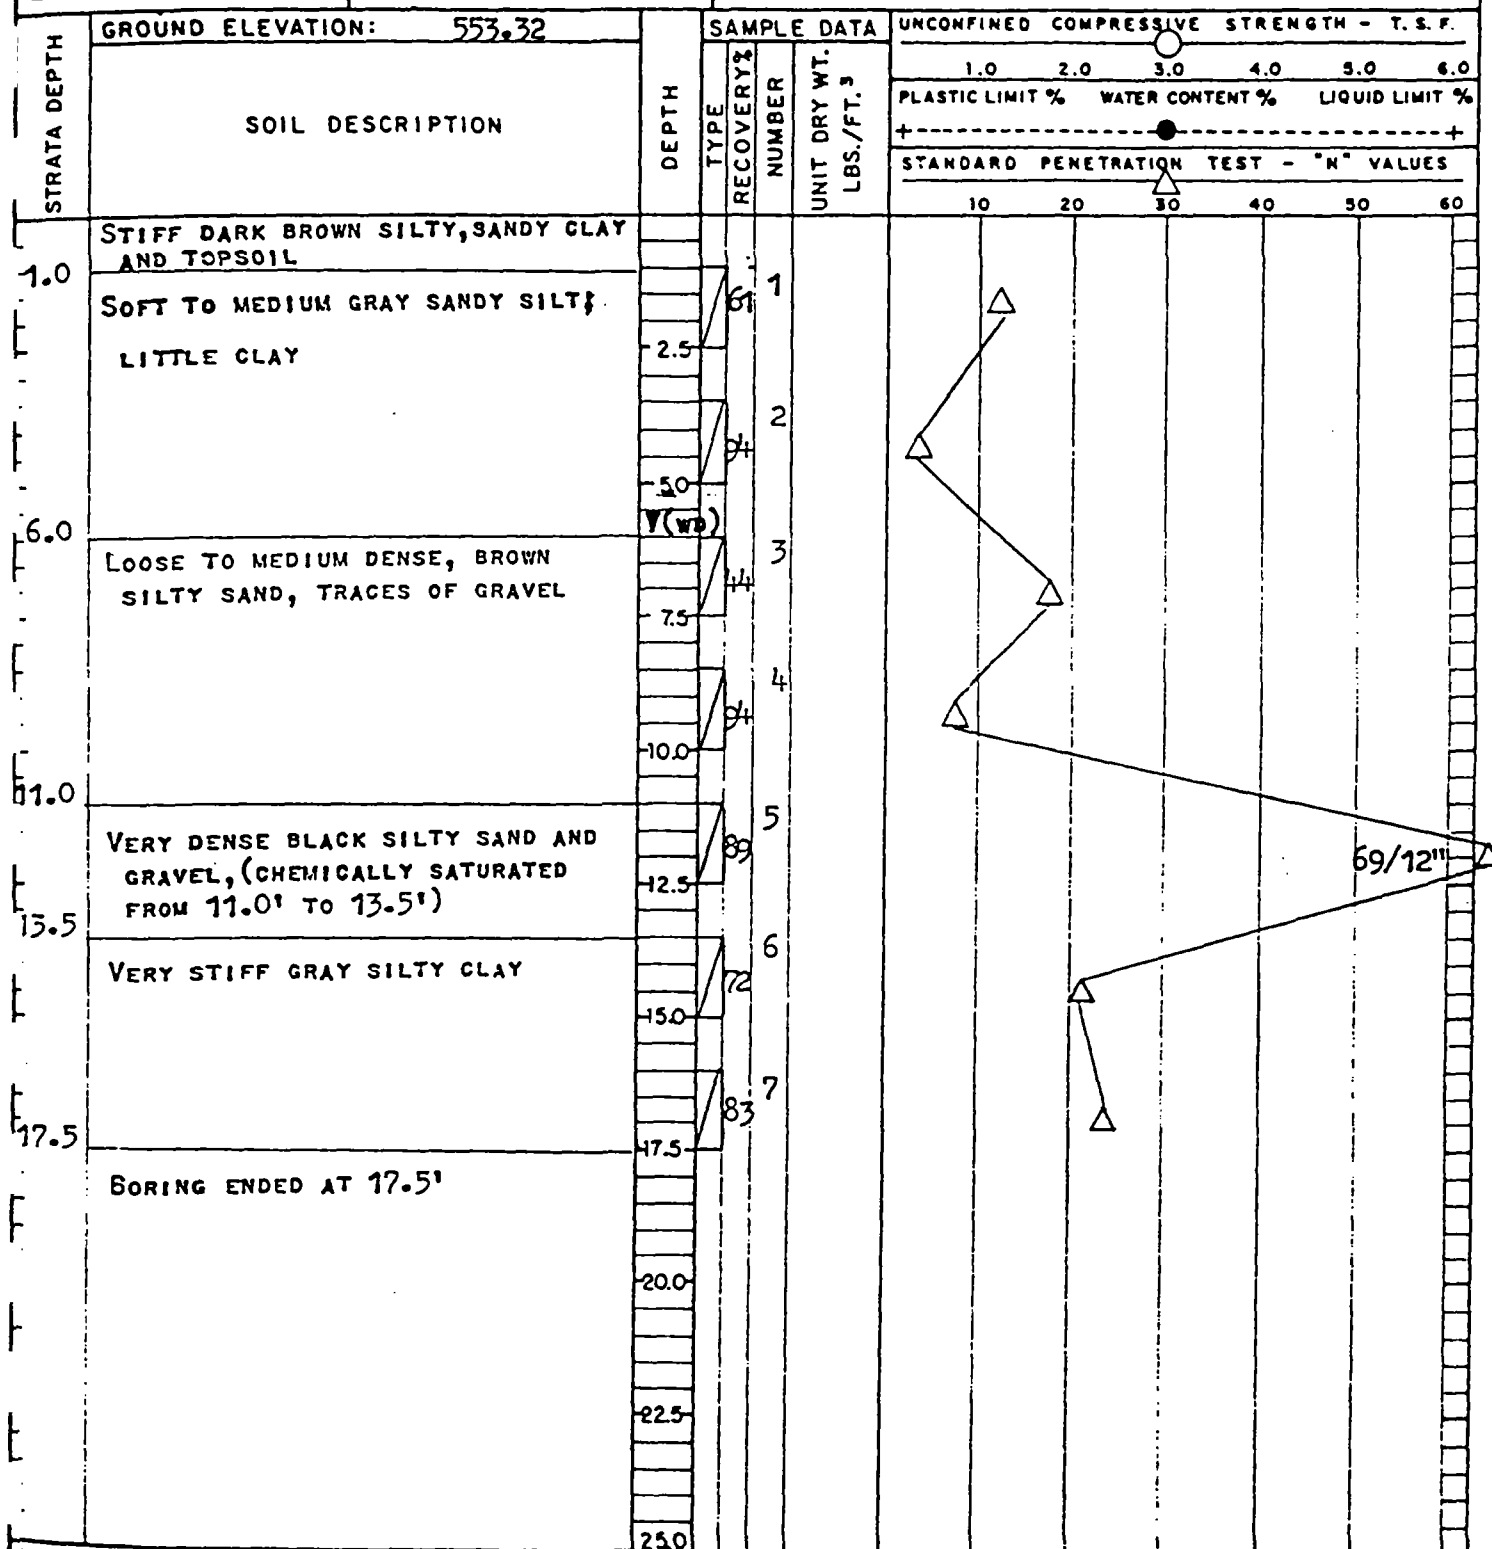 GROUND ELEVATION: 553.32
STRATA DEPTH
SOIL DESCRIPTION
DEPTH
SAMPLE DATA
TYPE
RECOVERY%
NUMBER
UNIT DRY WT.
LBS./FT.³
UNCONFINED COMPRESSIVE STRENGTH - T.S.F.
1.0 2.0 3.0 4.0 5.0 6.0
PLASTIC LIMIT % WATER CONTENT % LIQUID LIMIT %
STANDARD PENETRATION TEST - "N" VALUES
10 20 30 40 50 60
STIFF DARK BROWN SILTY, SANDY CLAY
AND TOPSOIL
1.0
SOFT TO MEDIUM GRAY SANDY SILT;
LITTLE CLAY
61 1
2.5
94 2
5.0
(WD)
6.0
LOOSE TO MEDIUM DENSE, BROWN
SILTY SAND, TRACES OF GRAVEL
44 3
7.5
94 4
10.0
11.0
VERY DENSE BLACK SILTY SAND AND
GRAVEL, (CHEMICALLY SATURATED
FROM 11.0' TO 13.5')
89 5
69/12"
12.5
13.5
VERY STIFF GRAY SILTY CLAY
72 6
15.0
83 7
17.5
17.5
BORING ENDED AT 17.5'
20.0
22.5
25.0